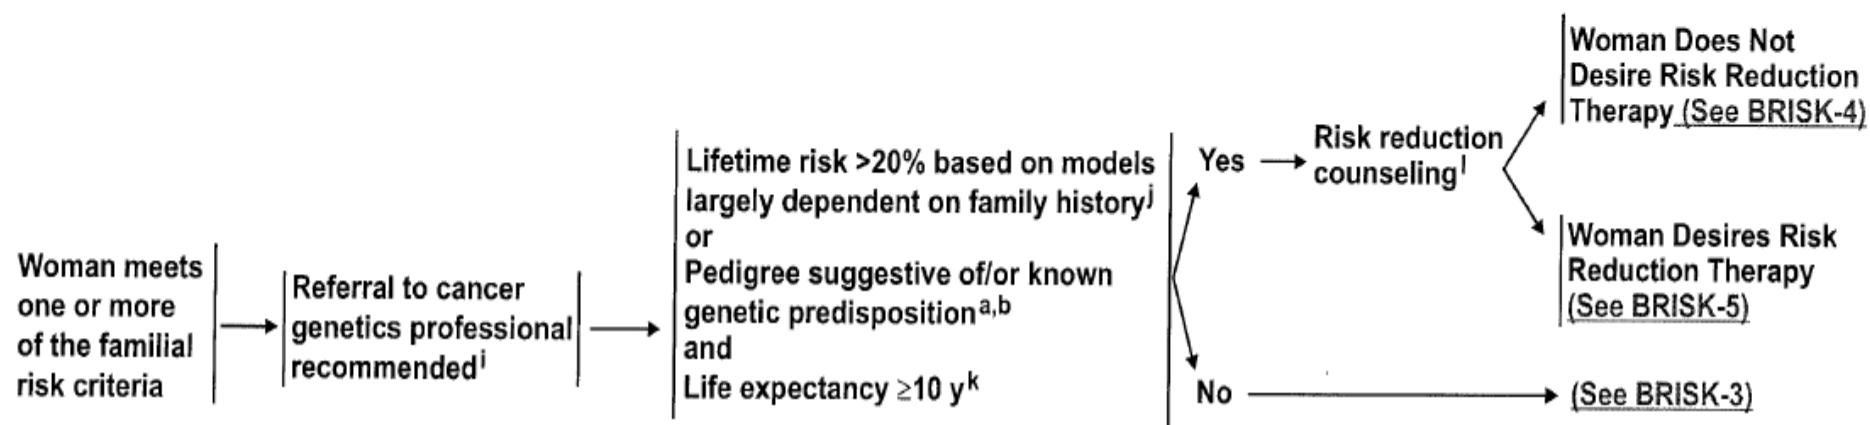 Woman meets
one or more
of the familial
risk criteria
Referral to cancer
genetics professional
recommendedⁱ
Lifetime risk >20% based on models
largely dependent on family historyʲ
or
Pedigree suggestive of/or known
genetic predispositionᵃ,ᵇ
and
Life expectancy ≥10 yᵏ
Yes
Risk reduction
counselingˡ
Woman Does Not
Desire Risk Reduction
Therapy (See BRISK-4)
Woman Desires Risk
Reduction Therapy
(See BRISK-5)
No
(See BRISK-3)